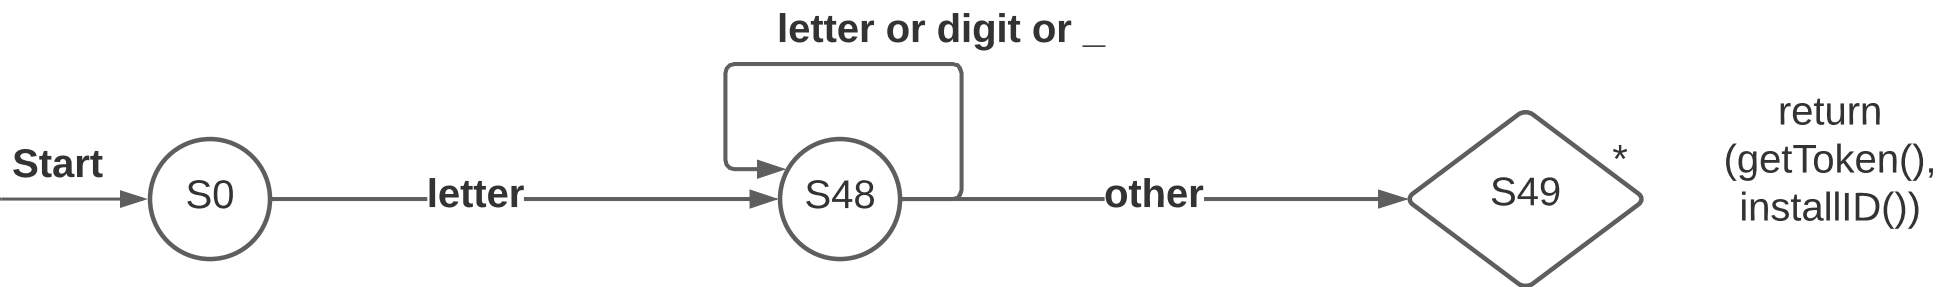 letter or digit or _
Start
S0
letter
S48
other
S49
*
return
(getToken(),
installID())